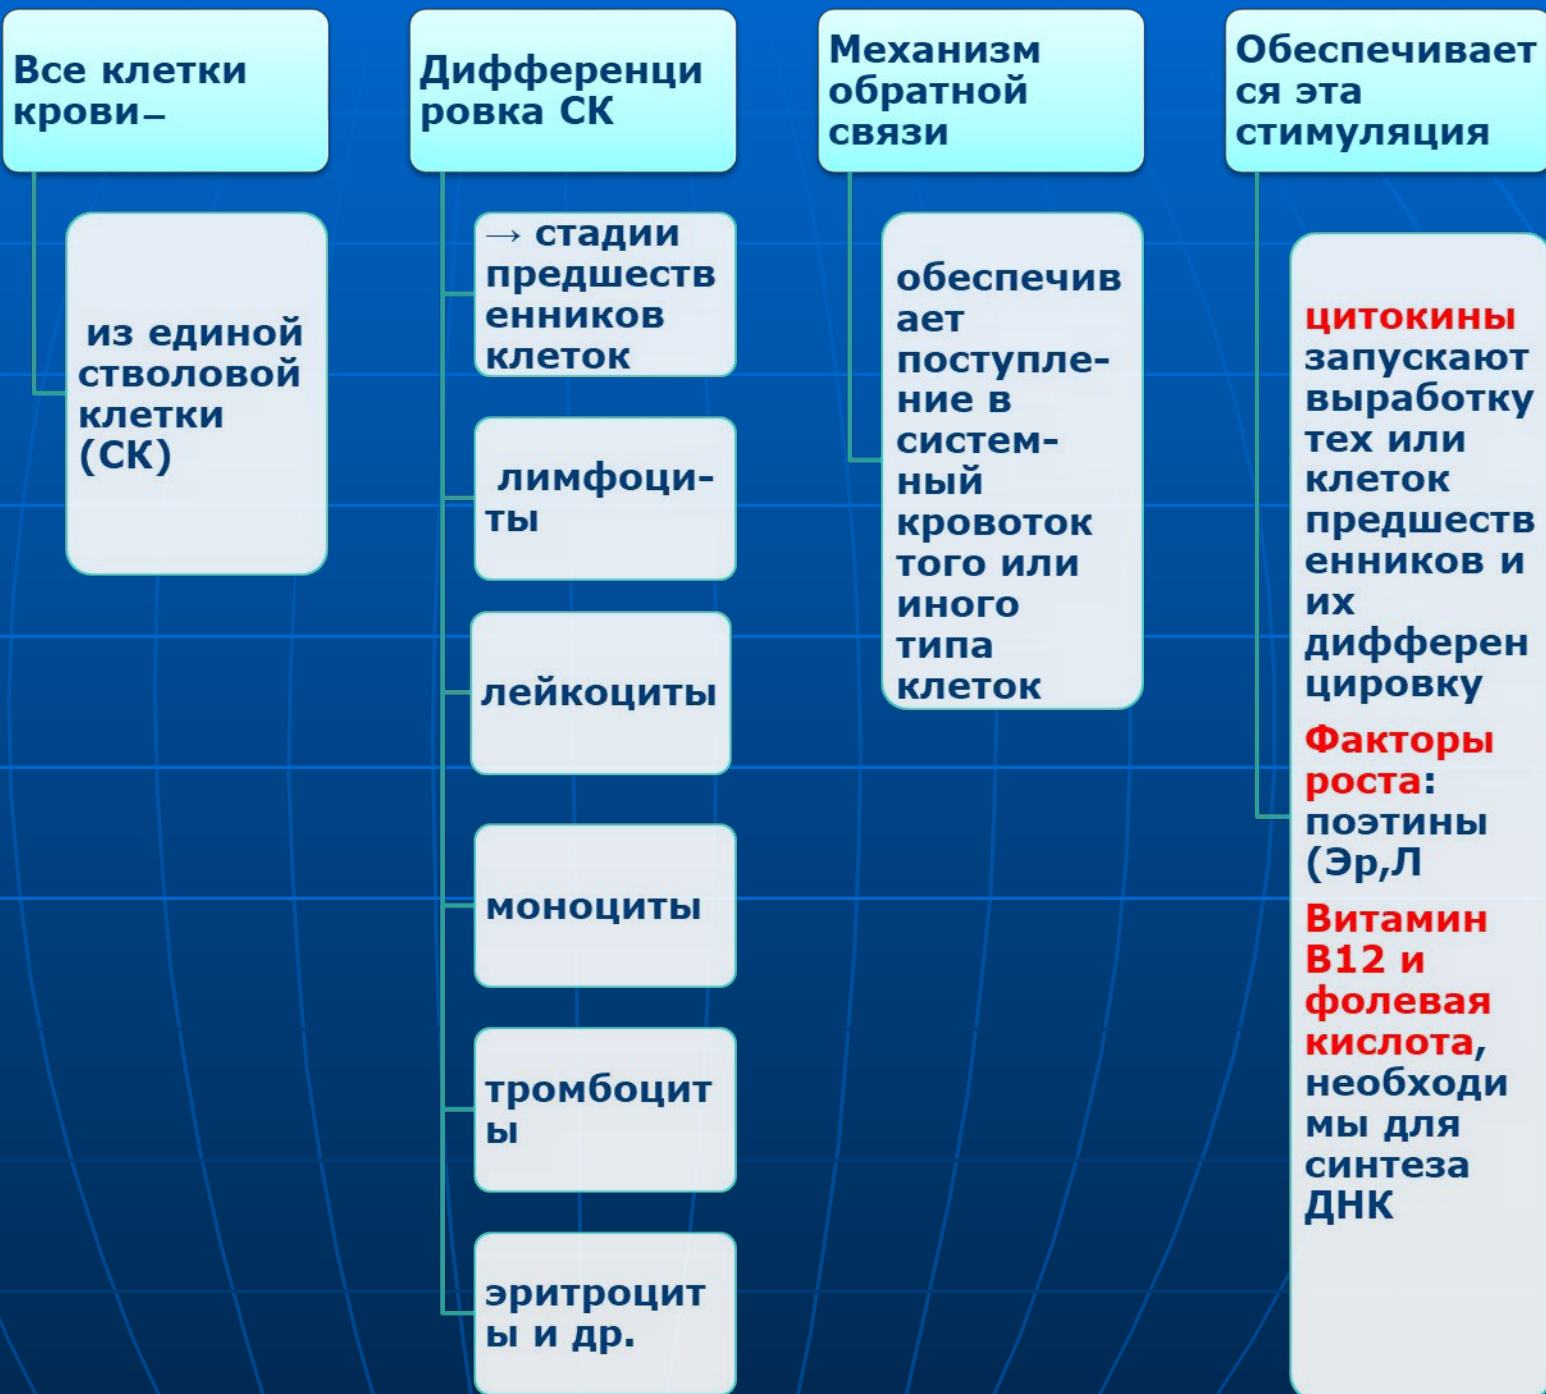 Все клетки
крови–
из единой
стволовой
клетки
(СК)
Дифференци
ровка СК
→ стадии
предшеств
енников
клеток
лимфоци-
ты
лейкоциты
моноциты
тромбоцит
ы
эритроцит
ы и др.
Механизм
обратной
связи
обеспечив
ает
поступле-
ние в
систем-
ный
кровоток
того или
иного
типа
клеток
Обеспечивает
ся эта
стимуляция
цитокины
запускают
выработку
тех или
клеток
предшеств
енников и
их
дифферен
цировку
Факторы
роста:
поэтины
(Эр,Л
Витамин
В12 и
фолевая
кислота,
необходи
мы для
синтеза
ДНК